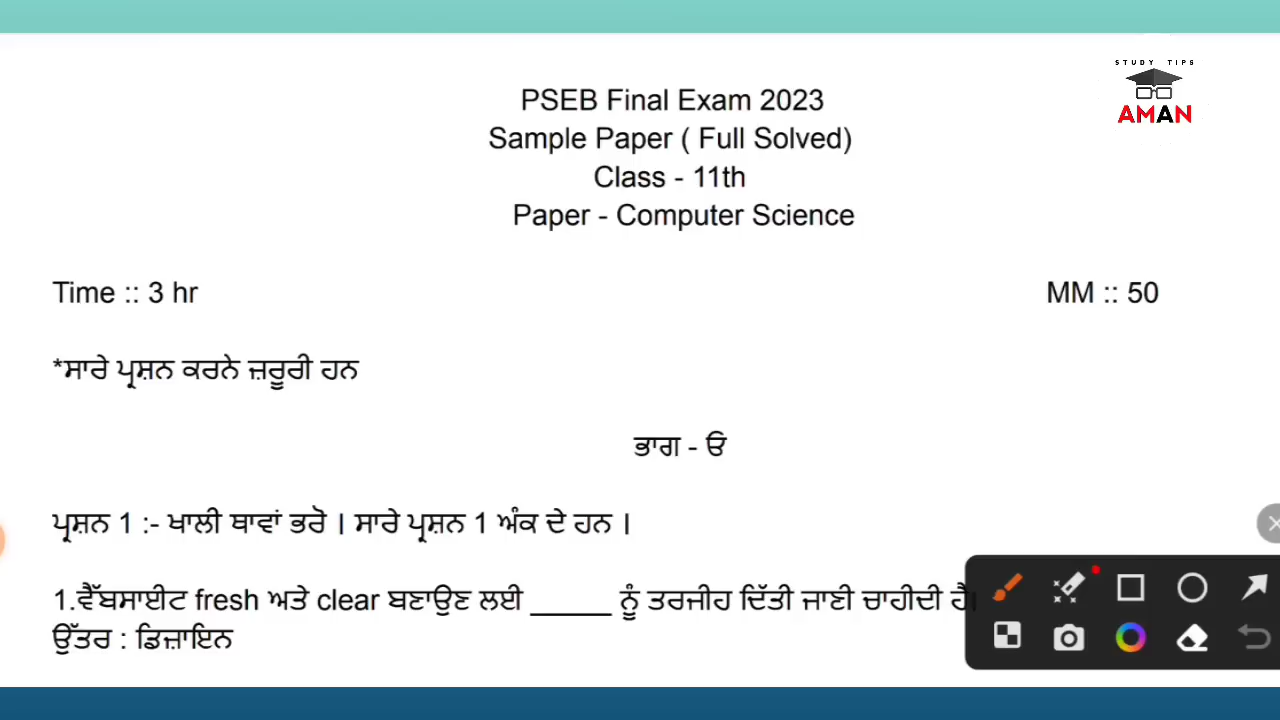 STUDY TIPS
AMAN
PSEB Final Exam 2023
Sample Paper ( Full Solved)
Class - 11th
Paper - Computer Science
Time :: 3 hr MM :: 50
*ਸਾਰੇ ਪ੍ਰਸ਼ਨ ਕਰਨੇ ਜ਼ਰੂਰੀ ਹਨ
ਭਾਗ - ਓ
ਪ੍ਰਸ਼ਨ 1 :- ਖਾਲੀ ਥਾਵਾਂ ਭਰੋ । ਸਾਰੇ ਪ੍ਰਸ਼ਨ 1 ਅੰਕ ਦੇ ਹਨ ।
1.ਵੈੱਬਸਾਈਟ fresh ਅਤੇ clear ਬਣਾਉਣ ਲਈ _____ ਨੂੰ ਤਰਜੀਹ ਦਿੱਤੀ ਜਾਣੀ ਚਾਹੀਦੀ ਹੈ।
ਉੱਤਰ : ਡਿਜ਼ਾਇਨ